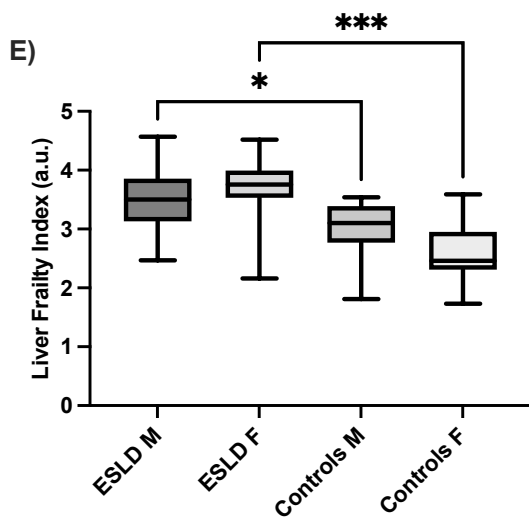 E)
***
*
Liver Frailty Index (a.u.)
5
4
3
2
1
0
ESLD M
ESLD F
Controls M
Controls F